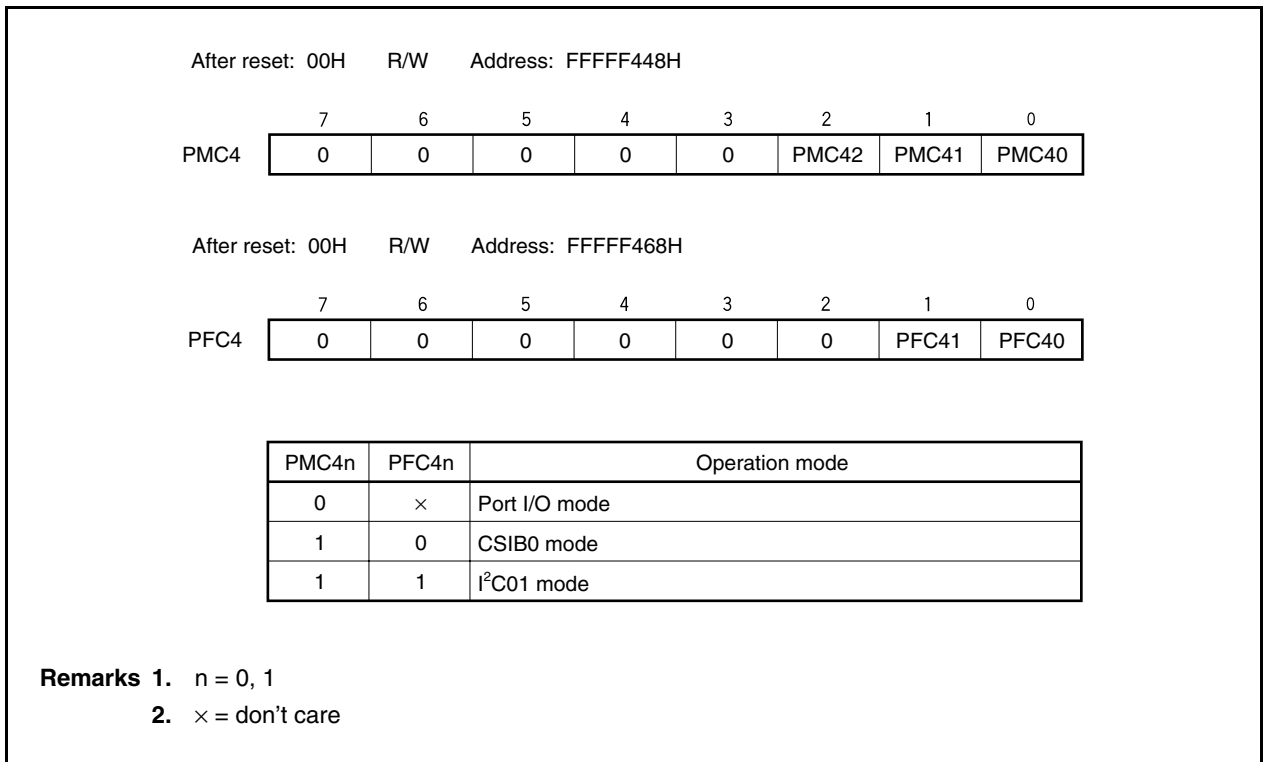 After reset: 00H R/W Address: FFFFF448H
7 6 5 4 3 2 1 0
PMC4 0 0 0 0 0 PMC42 PMC41 PMC40
After reset: 00H R/W Address: FFFFF468H
7 6 5 4 3 2 1 0
PFC4 0 0 0 0 0 0 PFC41 PFC40
PMC4n PFC4n Operation mode
0 × Port I/O mode
1 0 CSIB0 mode
1 1 I²C01 mode
Remarks 1. n = 0, 1
2. × = don't care